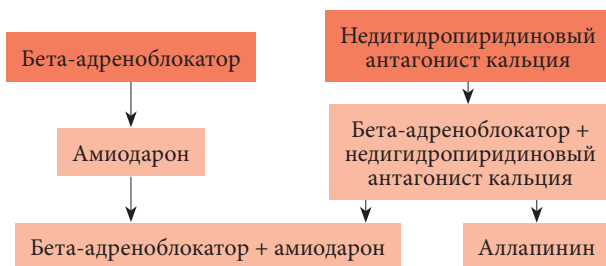 Бета-адреноблокатор
Недигидропиридиновый
антагонист кальция
Амиодарон
Бета-адреноблокатор +
недигидропиридиновый
антагонист кальция
Бета-адреноблокатор + амиодарон
Аллапинин